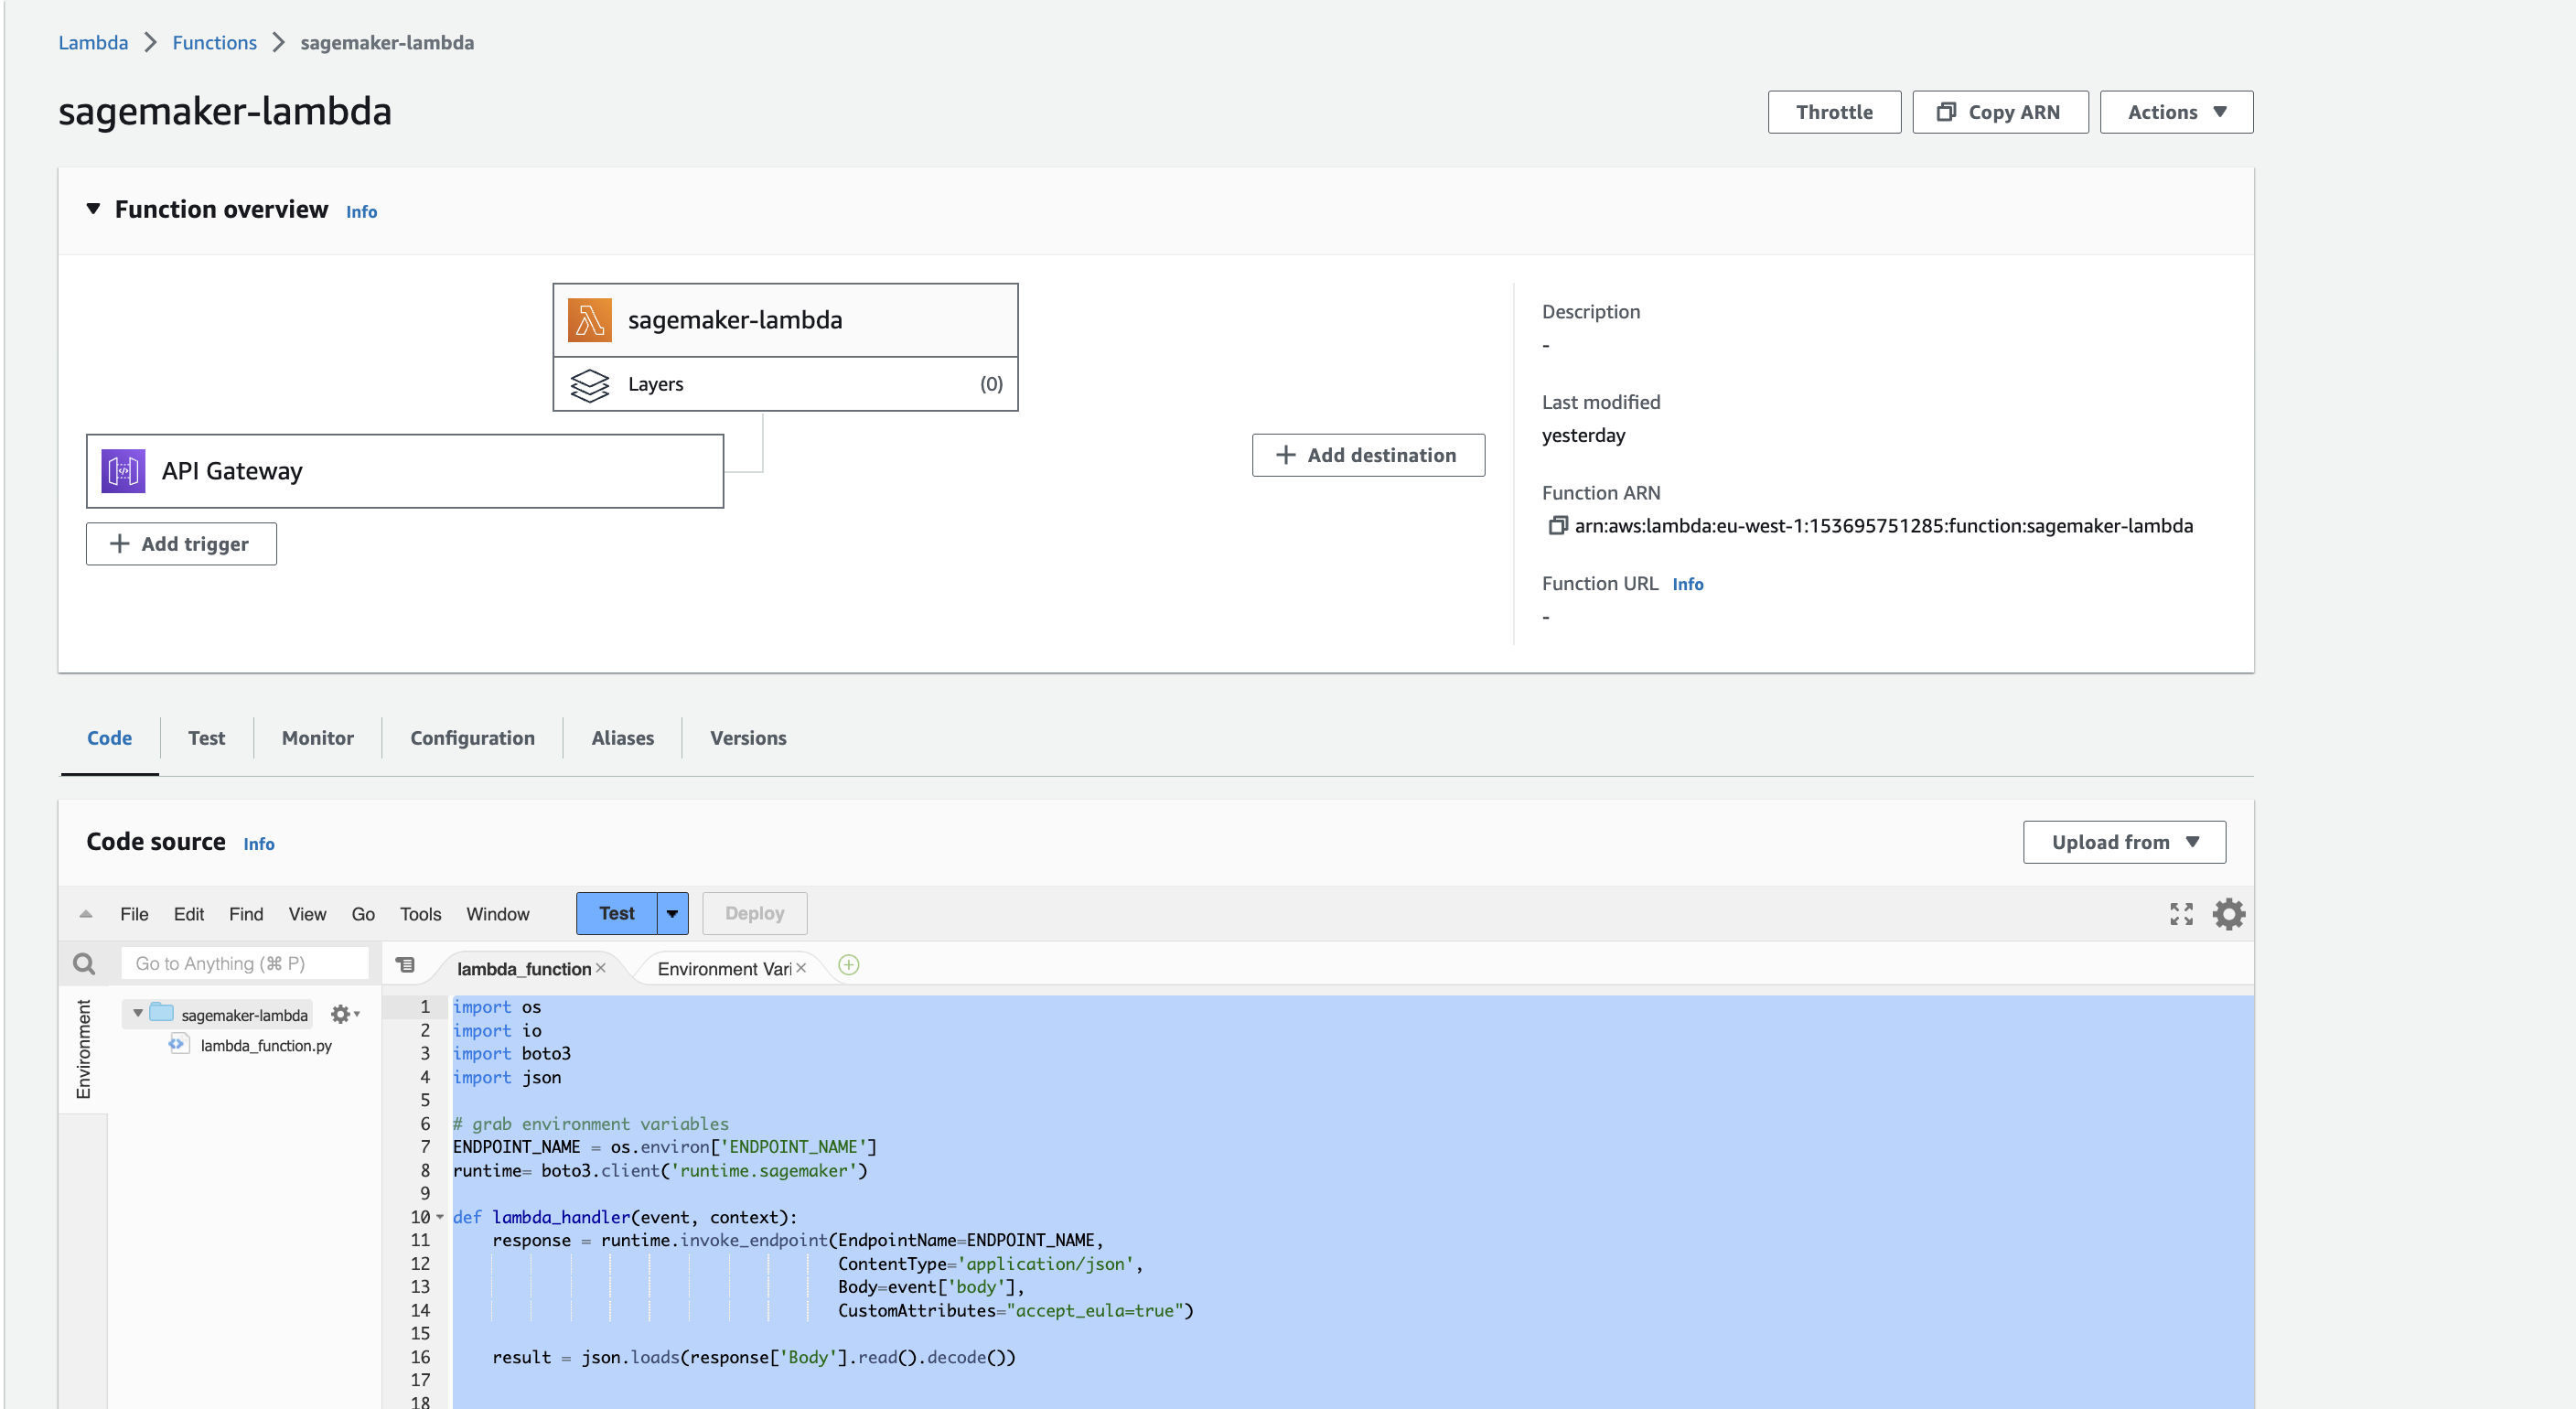 Lambda > Functions > sagemaker-lambda
sagemaker-lambda
Throttle Copy ARN Actions
Function overview Info
sagemaker-lambda
Layers (0)
API Gateway
Add trigger
Add destination
Description
-
Last modified
yesterday
Function ARN
arn:aws:lambda:eu-west-1:153695751285:function:sagemaker-lambda
Function URL Info
-
Code Test Monitor Configuration Aliases Versions
Code source Info
Upload from
File Edit Find View Go Tools Window Test Deploy
Go to Anything (⌘ P)
lambda_function × Environment Vari ×
Environment
sagemaker-lambda
lambda_function.py
1 import os
2 import io
3 import boto3
4 import json
5
6 # grab environment variables
7 ENDPOINT_NAME = os.environ['ENDPOINT_NAME']
8 runtime= boto3.client('runtime.sagemaker')
9
10 def lambda_handler(event, context):
11 response = runtime.invoke_endpoint(EndpointName=ENDPOINT_NAME,
12 ContentType='application/json',
13 Body=event['body'],
14 CustomAttributes="accept_eula=true")
15
16 result = json.loads(response['Body'].read().decode())
17
18